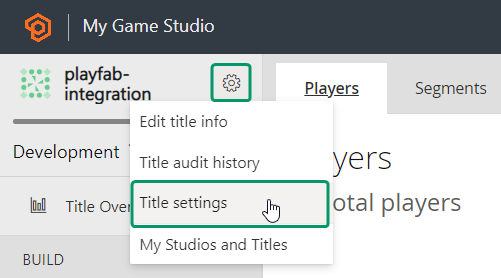 My Game Studio
playfab-
integration
Players
Segments
Edit title info
Title audit history
Title settings
My Studios and Titles
Development
Title Over
BUILD
yers
otal players